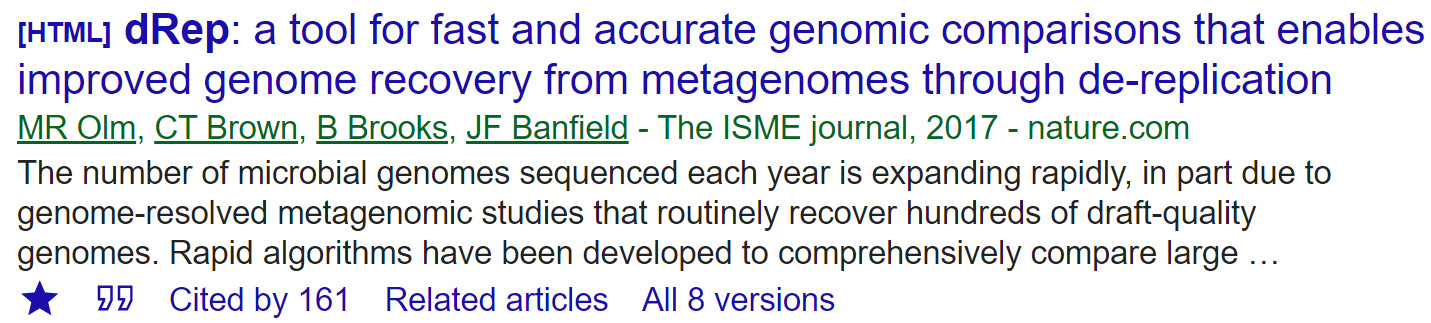 [HTML] dRep: a tool for fast and accurate genomic comparisons that enables
improved genome recovery from metagenomes through de-replication
MR Olm, CT Brown, B Brooks, JF Banfield - The ISME journal, 2017 - nature.com
The number of microbial genomes sequenced each year is expanding rapidly, in part due to
genome-resolved metagenomic studies that routinely recover hundreds of draft-quality
genomes. Rapid algorithms have been developed to comprehensively compare large …
Cited by 161 Related articles All 8 versions